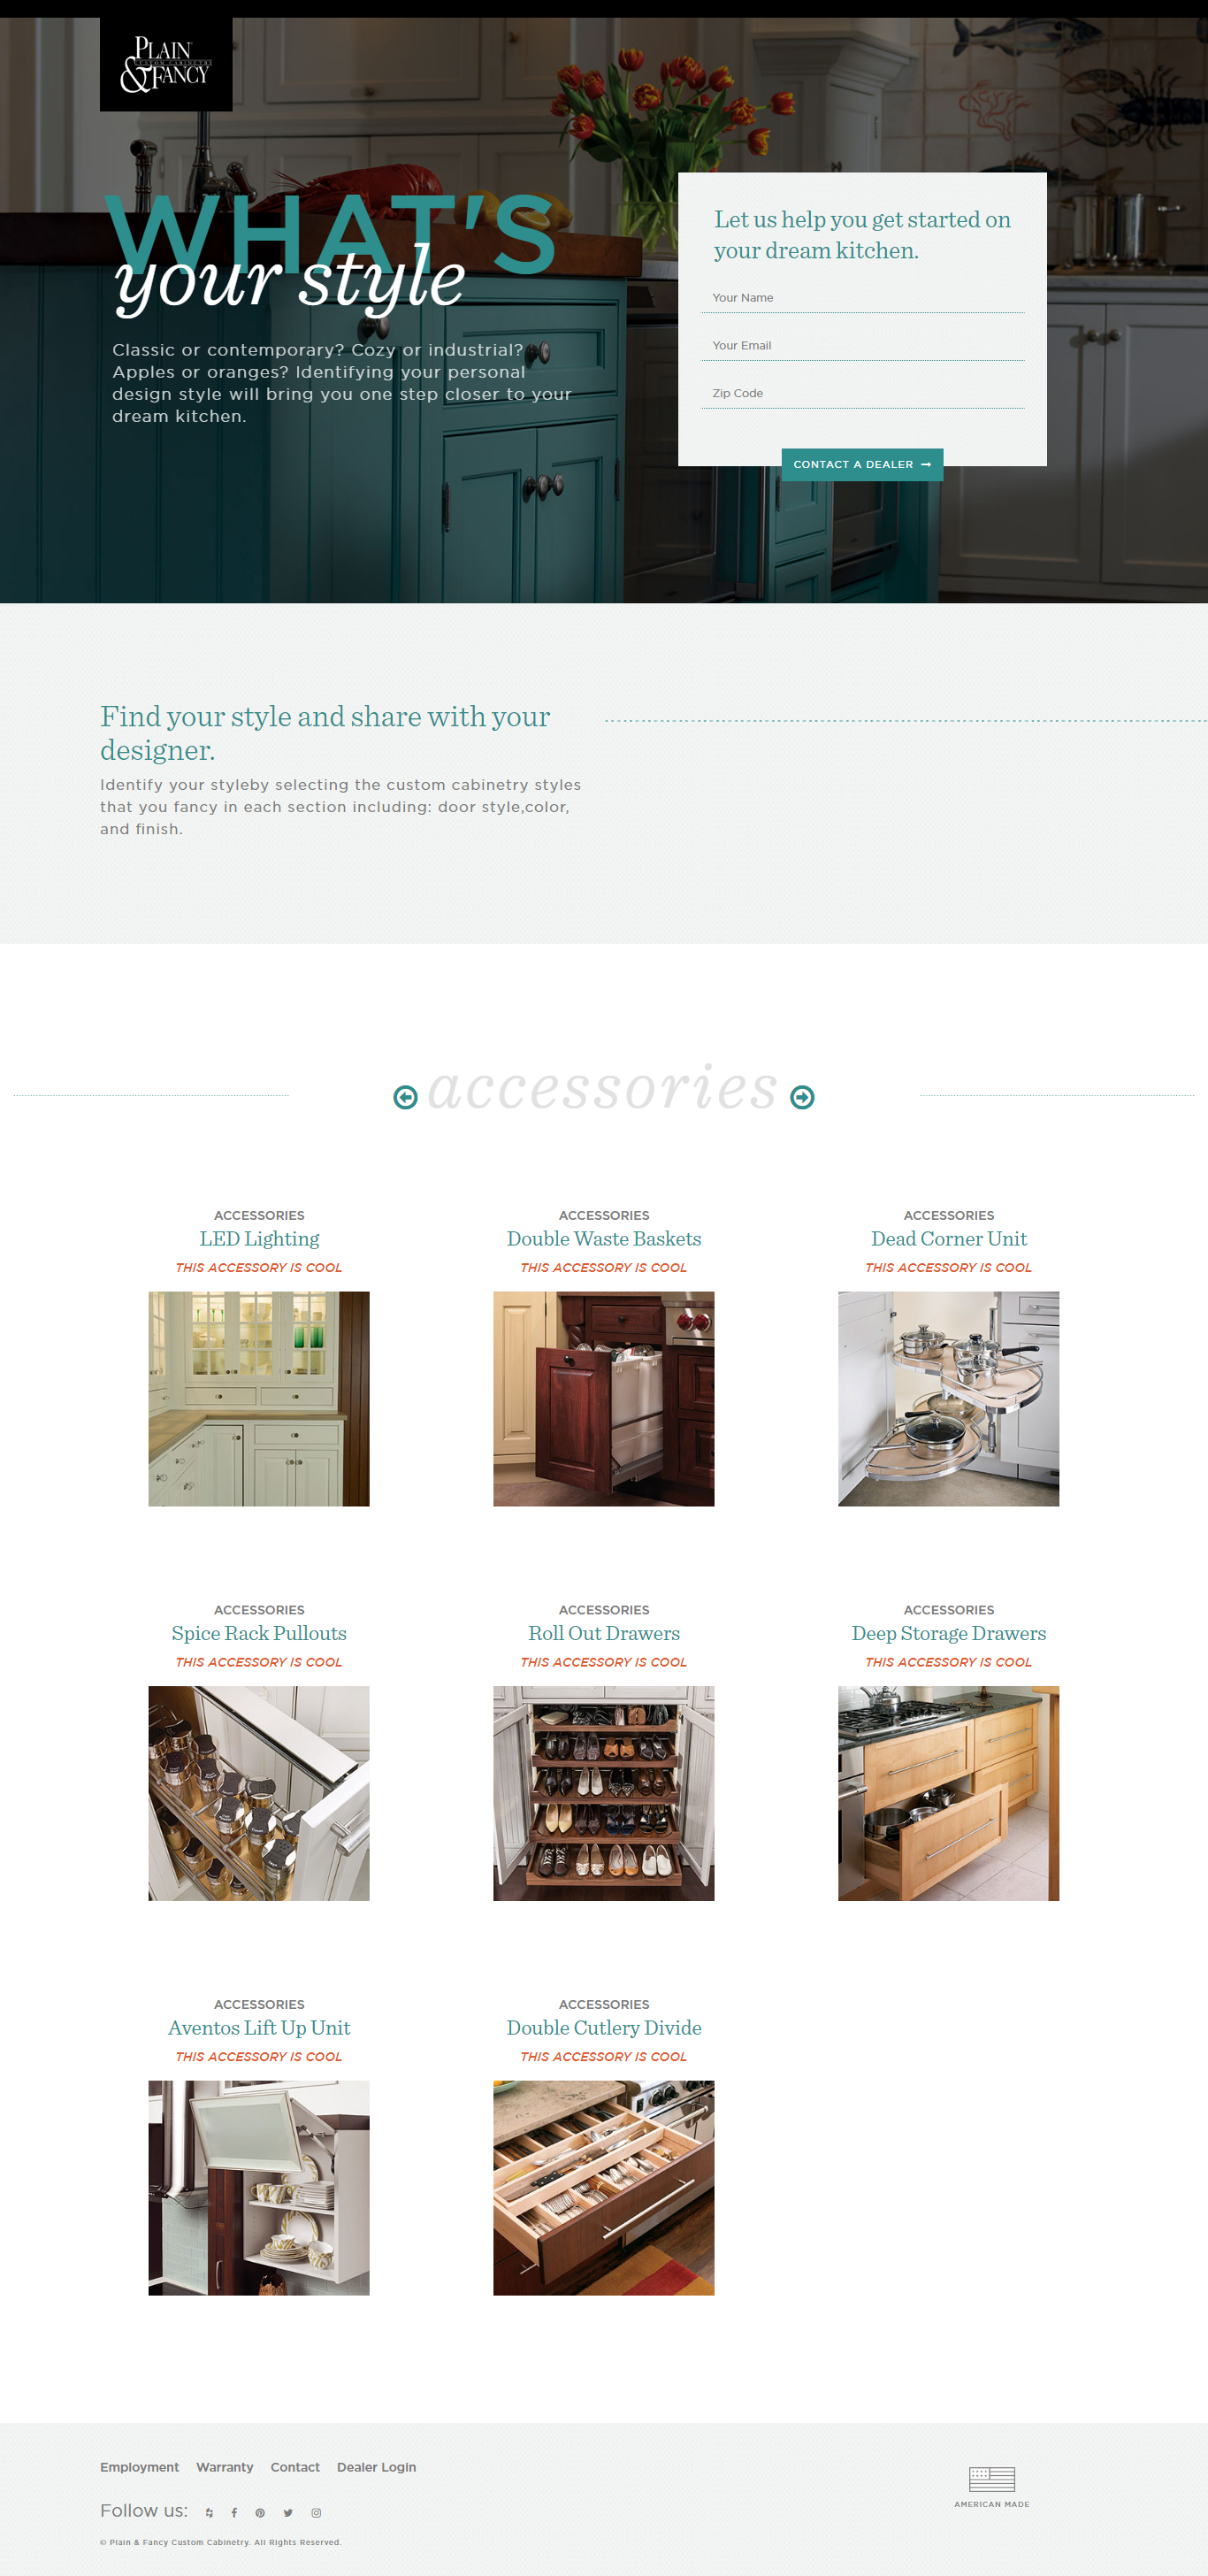 PLAIN
CUSTOM CABINETRY
& FANCY
WHAT'S
your style
Classic or contemporary? Cozy or industrial?
Apples or oranges? Identifying your personal
design style will bring you one step closer to your
dream kitchen.
Let us help you get started on
your dream kitchen.
Your Name
Your Email
Zip Code
CONTACT A DEALER
Find your style and share with your
designer.
Identify your styleby selecting the custom cabinetry styles
that you fancy in each section including: door style,color,
and finish.
accessories
ACCESSORIES
LED Lighting
THIS ACCESSORY IS COOL
ACCESSORIES
Double Waste Baskets
THIS ACCESSORY IS COOL
ACCESSORIES
Dead Corner Unit
THIS ACCESSORY IS COOL
ACCESSORIES
Spice Rack Pullouts
THIS ACCESSORY IS COOL
ACCESSORIES
Roll Out Drawers
THIS ACCESSORY IS COOL
ACCESSORIES
Deep Storage Drawers
THIS ACCESSORY IS COOL
ACCESSORIES
Aventos Lift Up Unit
THIS ACCESSORY IS COOL
ACCESSORIES
Double Cutlery Divide
THIS ACCESSORY IS COOL
Employment Warranty Contact Dealer Login
Follow us:
© Plain & Fancy Custom Cabinetry. All Rights Reserved.
AMERICAN MADE